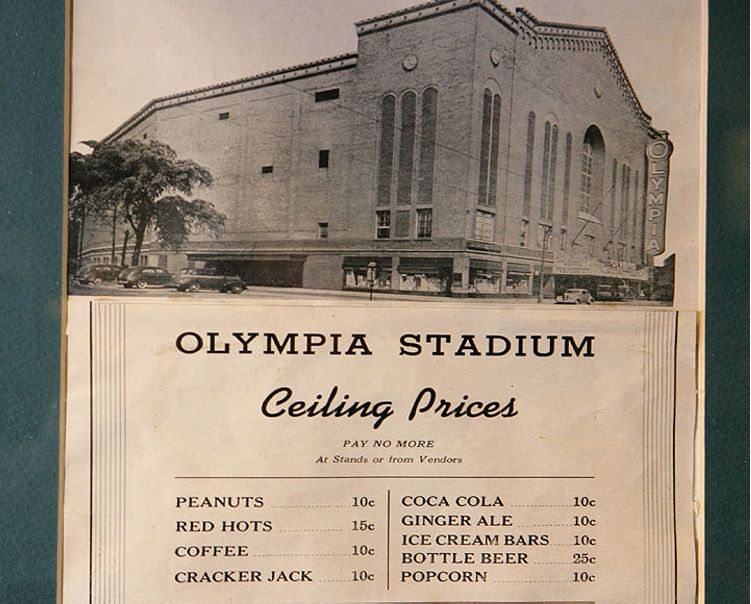 OLYMPIA
OLYMPIA STADIUM
Ceiling Prices
PAY NO MORE
At Stands or from Vendors
PEANUTS 10c
RED HOTS 15c
COFFEE 10c
CRACKER JACK 10c
COCA COLA 10c
GINGER ALE 10c
ICE CREAM BARS 10c
BOTTLE BEER 25c
POPCORN 10c